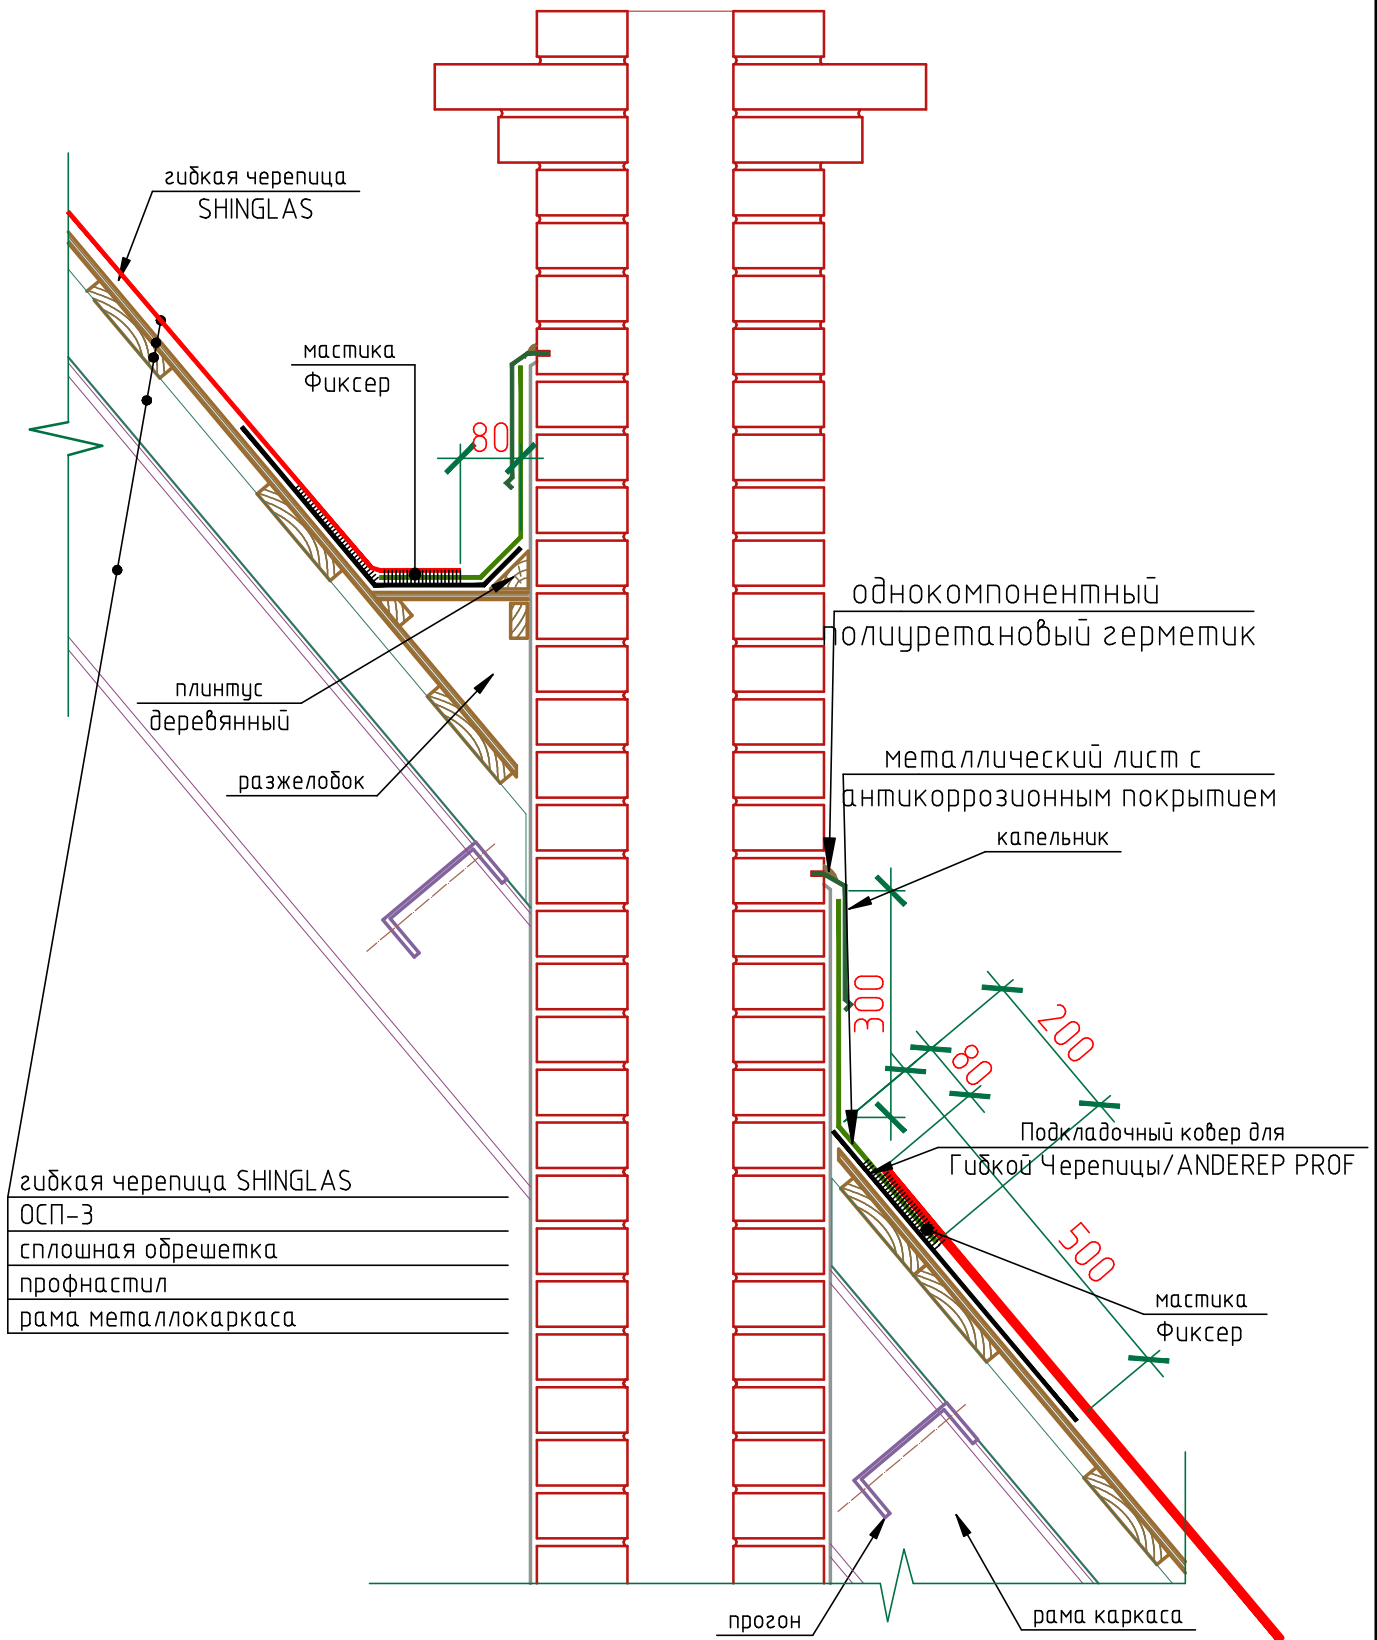 гибкая черепица
SHINGLAS
мастика
Фиксер
80
однокомпонентный
полиуретановый герметик
плинтус
деревянный
разжелобок
металлический лист с
антикоррозионным покрытием
капельник
300
200
80
Подкладочный ковер для
Гибкой Черепицы/ANDEREP PROF
гибкая черепица SHINGLAS
ОСП-3
сплошная обрешетка
профнастил
рама металлокаркаса
500
мастика
Фиксер
прогон
рама каркаса